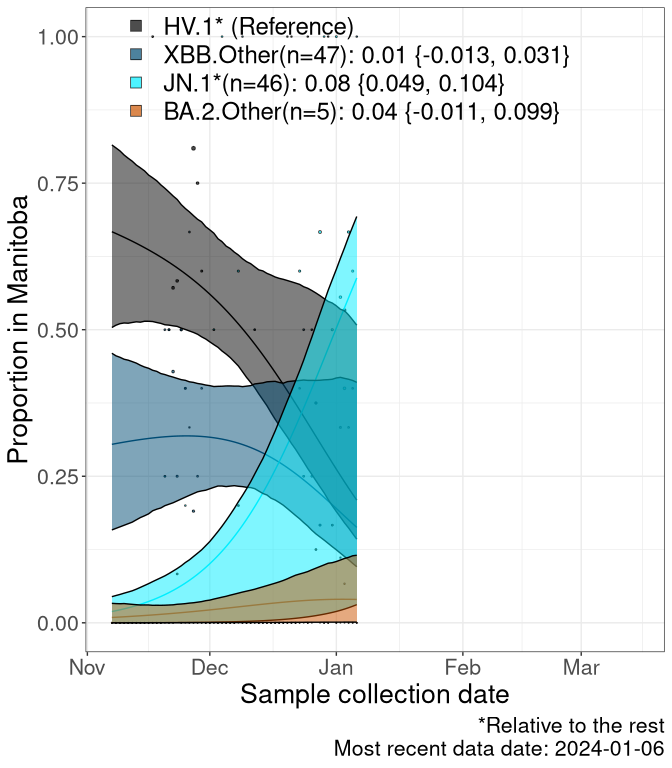 HV.1* (Reference)
XBB.Other(n=47): 0.01 {-0.013, 0.031}
JN.1*(n=46): 0.08 {0.049, 0.104}
BA.2.Other(n=5): 0.04 {-0.011, 0.099}
1.00
0.75
0.50
0.25
0.00
Proportion in Manitoba
Nov Dec Jan Feb Mar
Sample collection date
*Relative to the rest
Most recent data date: 2024-01-06